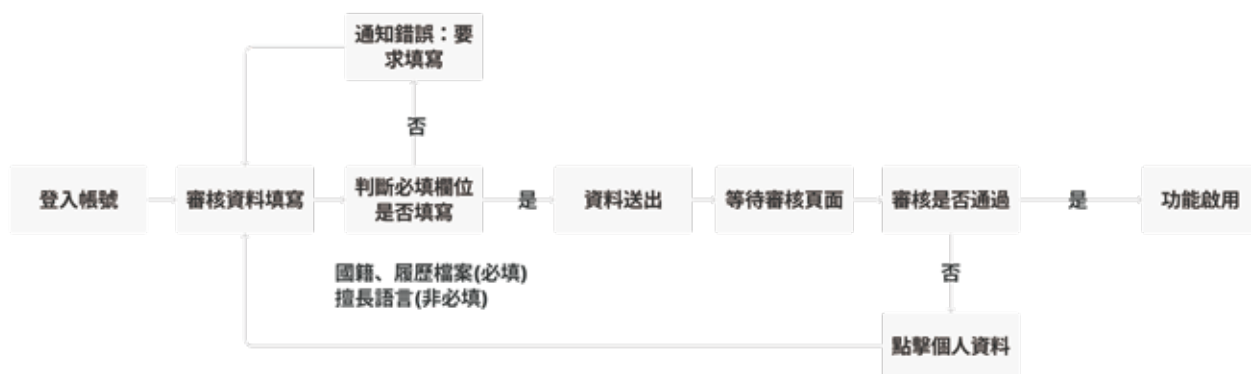 通知錯誤：要
求填寫
否
登入帳號
審核資料填寫
判斷必填欄位
是否填寫
是
資料送出
等待審核頁面
審核是否通過
是
功能啟用
國籍、履歷檔案(必填)
擅長語言(非必填)
否
點擊個人資料